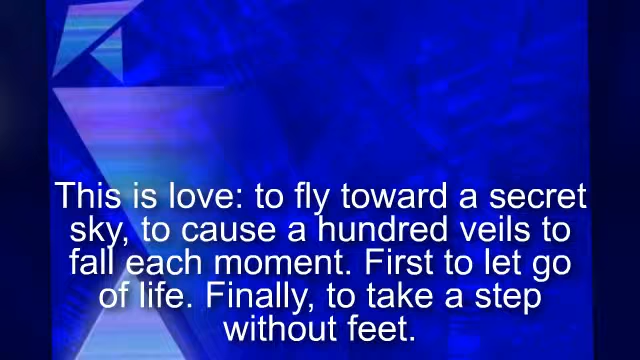 This is love: to fly toward a secret
sky, to cause a hundred veils to
fall each moment. First to let go
of life. Finally, to take a step
without feet.